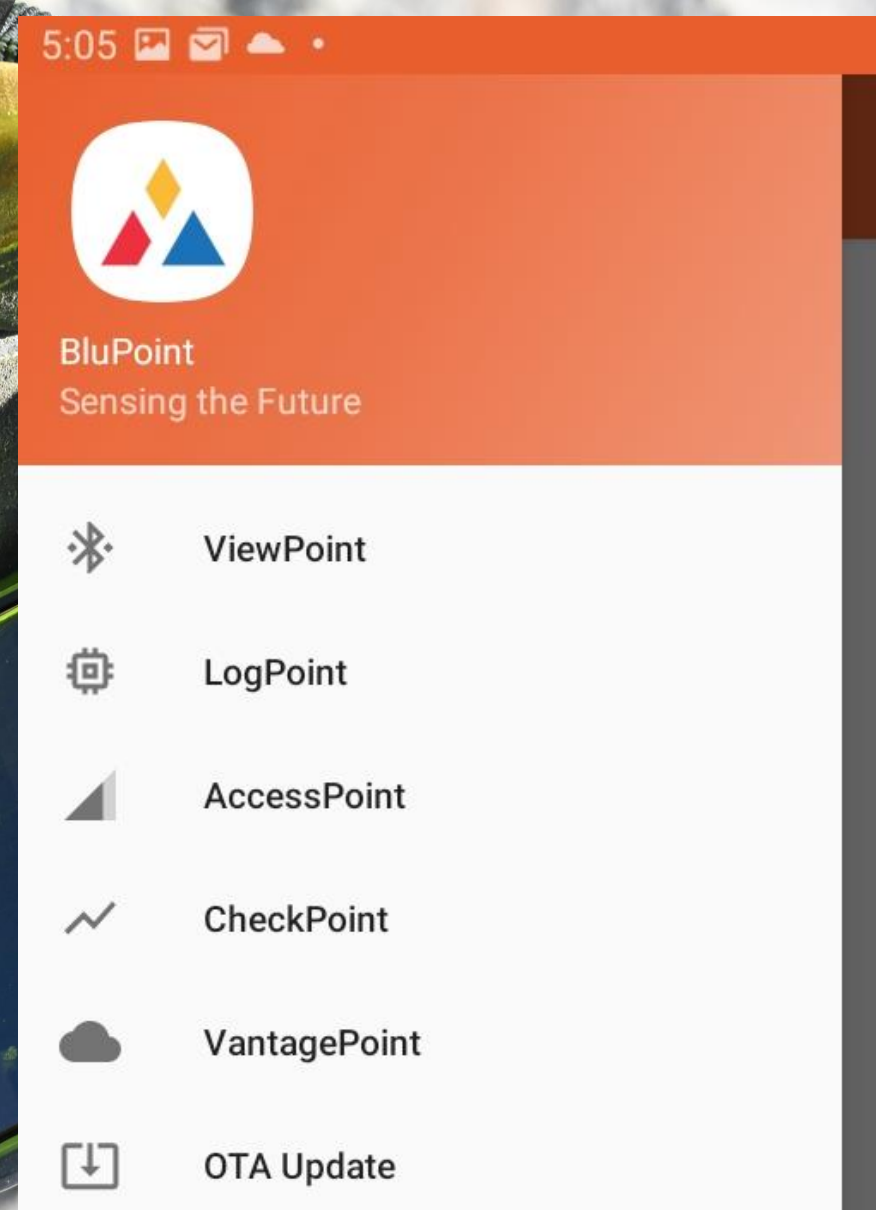 5:05
BluPoint
Sensing the Future
ViewPoint
LogPoint
AccessPoint
CheckPoint
VantagePoint
OTA Update